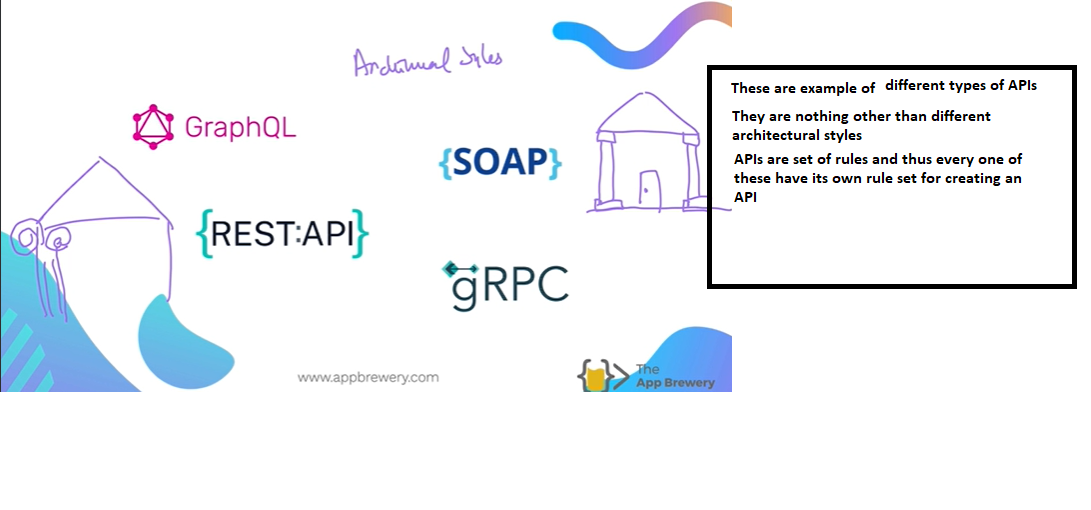 Styles
GraphQL
{SOAP}
{REST:API}
gRPC
www.appbrewery.com
The
App Brewery
These are example of different types of APIs
They are nothing other than different
architectural styles
APIs are set of rules and thus every one of
these have its own rule set for creating an
API